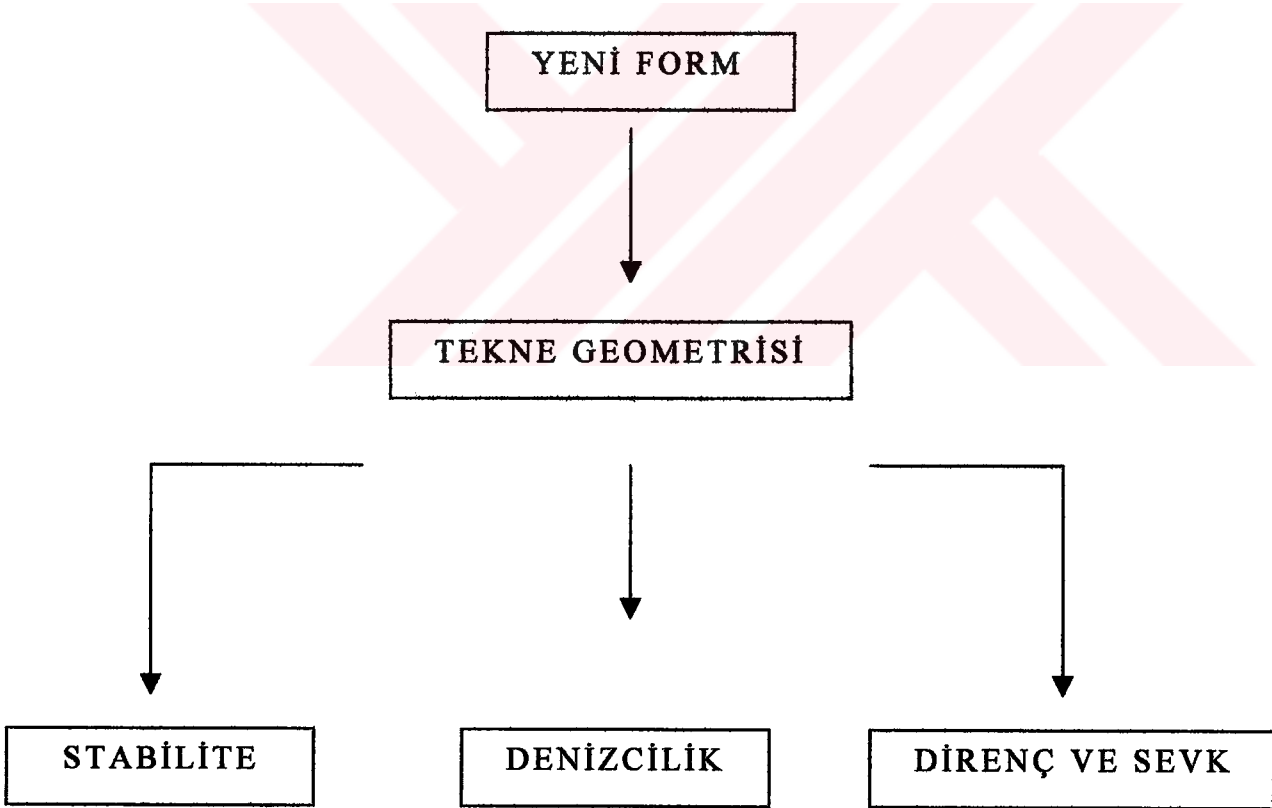 YENİ FORM
TEKNE GEOMETRİSİ
STABİLİTE
DENİZCİLİK
DİRENÇ VE SEVK